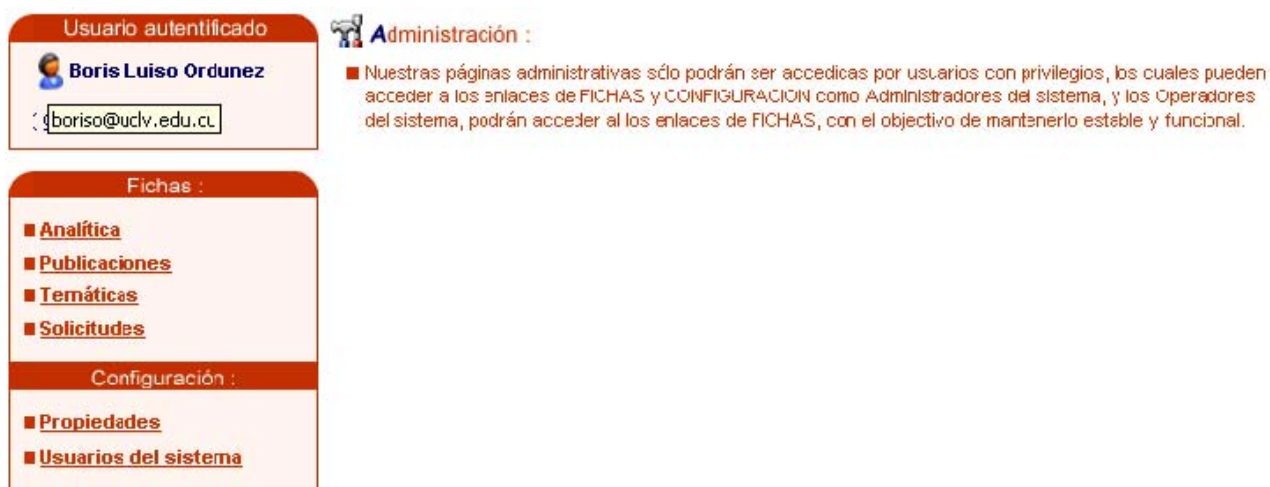 Usuario autentificado
Boris Luiso Ordunez
boriso@uclv.edu.cu
Fichas :
Analítica
Publicaciones
Temáticas
Solicitudes
Configuración :
Propiedades
Usuarios del sistema
Administración :
Nuestras páginas administrativas sólo podrán ser accedicas por usuarios con privilegios, los cuales pueden
acceder a los enlaces de FICHAS y CONFIGURACION como Administradores del sistema, y los Operadores
del sistema, podrán acceder al los enlaces de FICHAS, con el objetivo de mantenerlo estable y funcional.